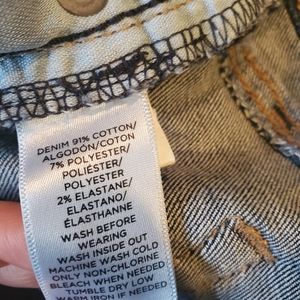 DENIM 91% COTTON/
ALGODÓN/COTON
7% POLYESTER/
POLIÉSTER/
POLYESTER
2% ELASTANE/
ELASTANO/
ÉLASTHANNE
WASH BEFORE
WEARING
WASH INSIDE OUT
MACHINE WASH COLD
ONLY NON-CHLORINE
BLEACH WHEN NEEDED
TUMBLE DRY LOW
WARM IRON IF NEEDED